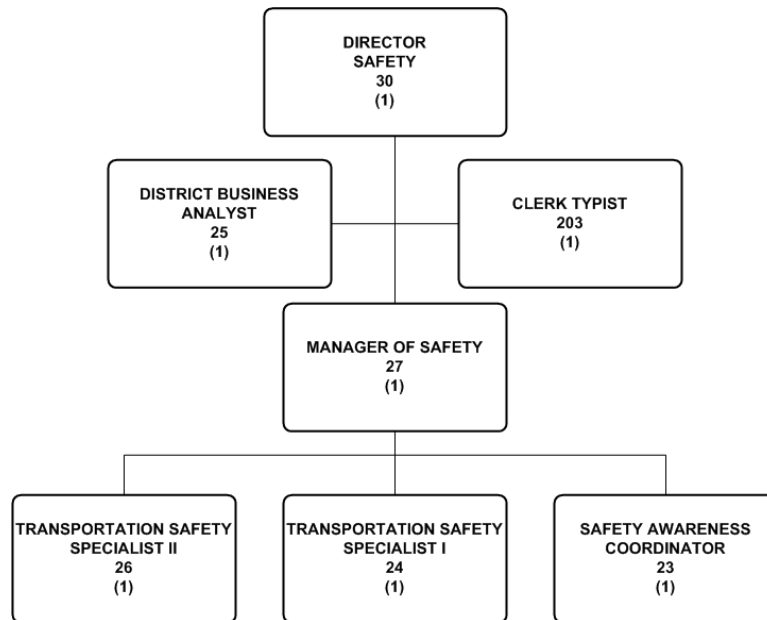 DIRECTOR
SAFETY
30
(1)
DISTRICT BUSINESS
ANALYST
25
(1)
CLERK TYPIST
203
(1)
MANAGER OF SAFETY
27
(1)
TRANSPORTATION SAFETY
SPECIALIST II
26
(1)
TRANSPORTATION SAFETY
SPECIALIST I
24
(1)
SAFETY AWARENESS
COORDINATOR
23
(1)